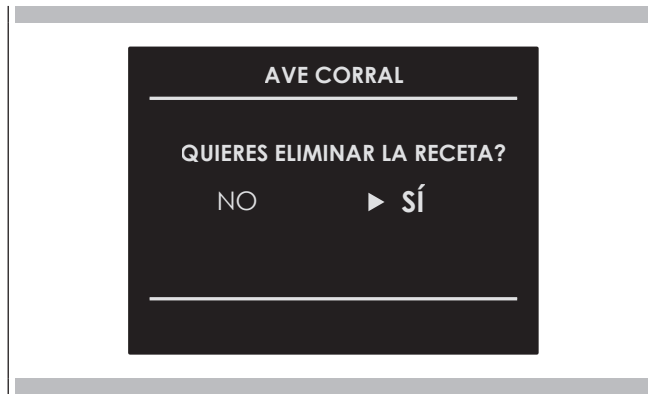 AVE CORRAL
QUIERES ELIMINAR LA RECETA?
NO ▶ SÍ